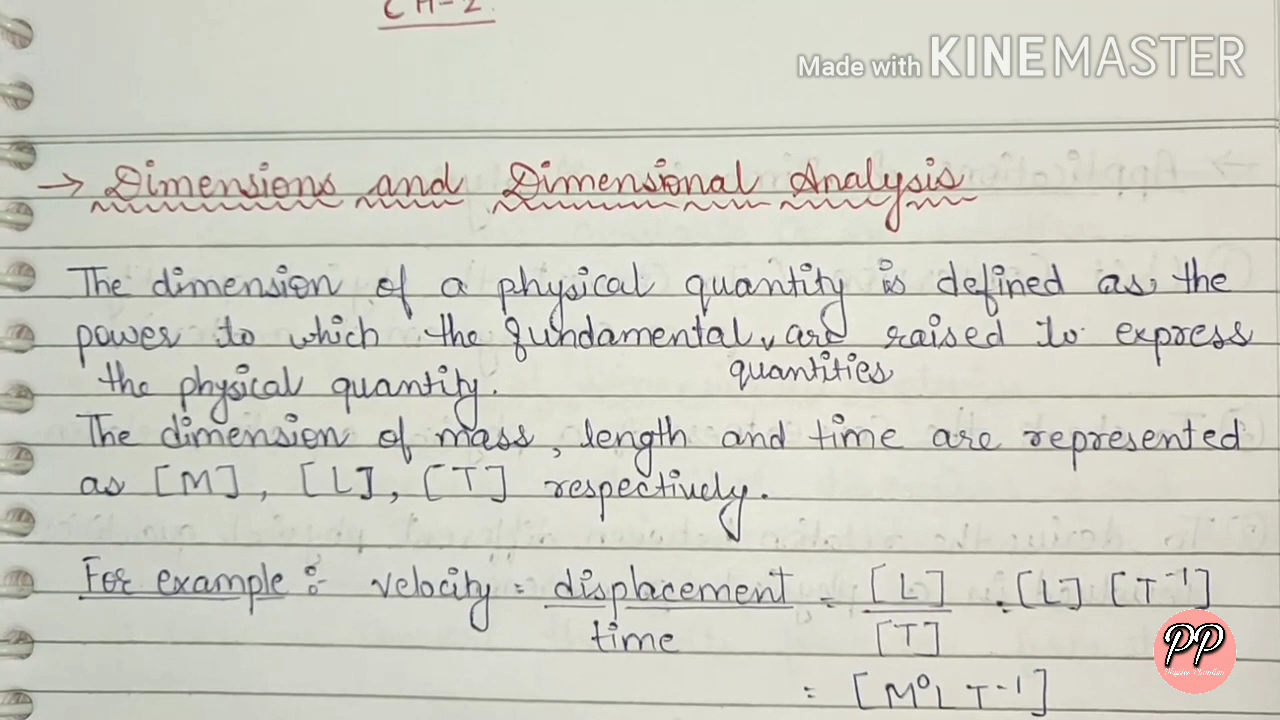 CH-2
Made with KINEMASTER
→ Dimensions and Dimensional Analysis
The dimension of a physical quantity is defined as the
power to which the fundamental ᵥ are raised to express
quantities
the physical quantity.
The dimension of mass, length and time are represented
as [M], [L], [T] respectively.
For example :- velocity = displacement / time = [L] / [T] = [L] [T⁻¹]
= [M⁰L T⁻¹]
PP